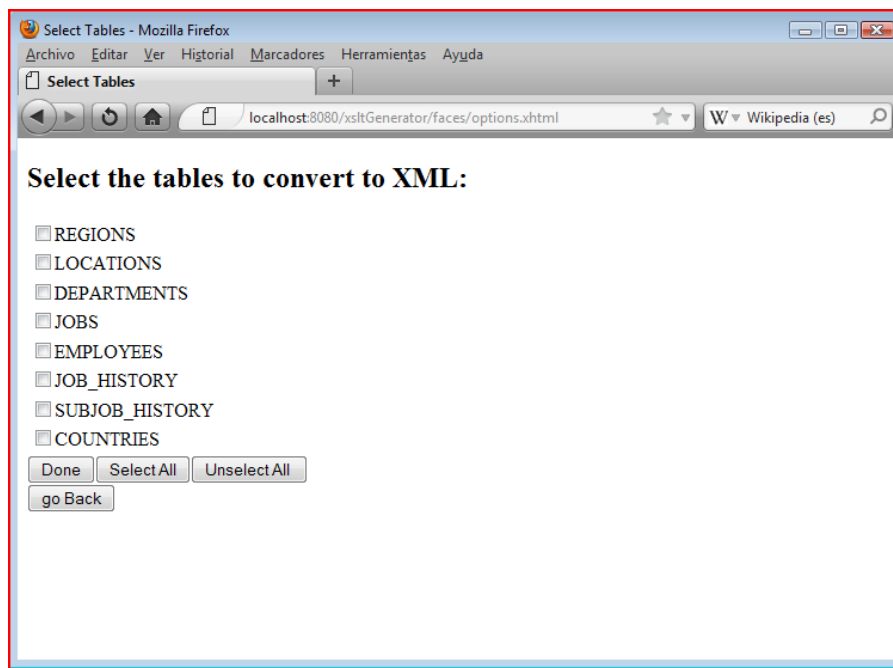 Select Tables - Mozilla Firefox
Archivo Editar Ver Historial Marcadores Herramientas Ayuda
Select Tables
localhost:8080/xsltGenerator/faces/options.xhtml W Wikipedia (es)
Select the tables to convert to XML:
REGIONS
LOCATIONS
DEPARTMENTS
JOBS
EMPLOYEES
JOB_HISTORY
SUBJOB_HISTORY
COUNTRIES
Done Select All Unselect All
go Back